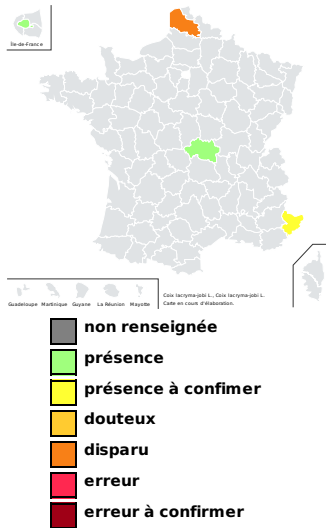 Île-de-France
Guadeloupe Martinique Guyane La Réunion Mayotte
Coix lacryma-jobi L., Coix lacryma-jobi L.
Carte en cours d'élaboration.
non renseignée
présence
présence à confimer
douteux
disparu
erreur
erreur à confirmer